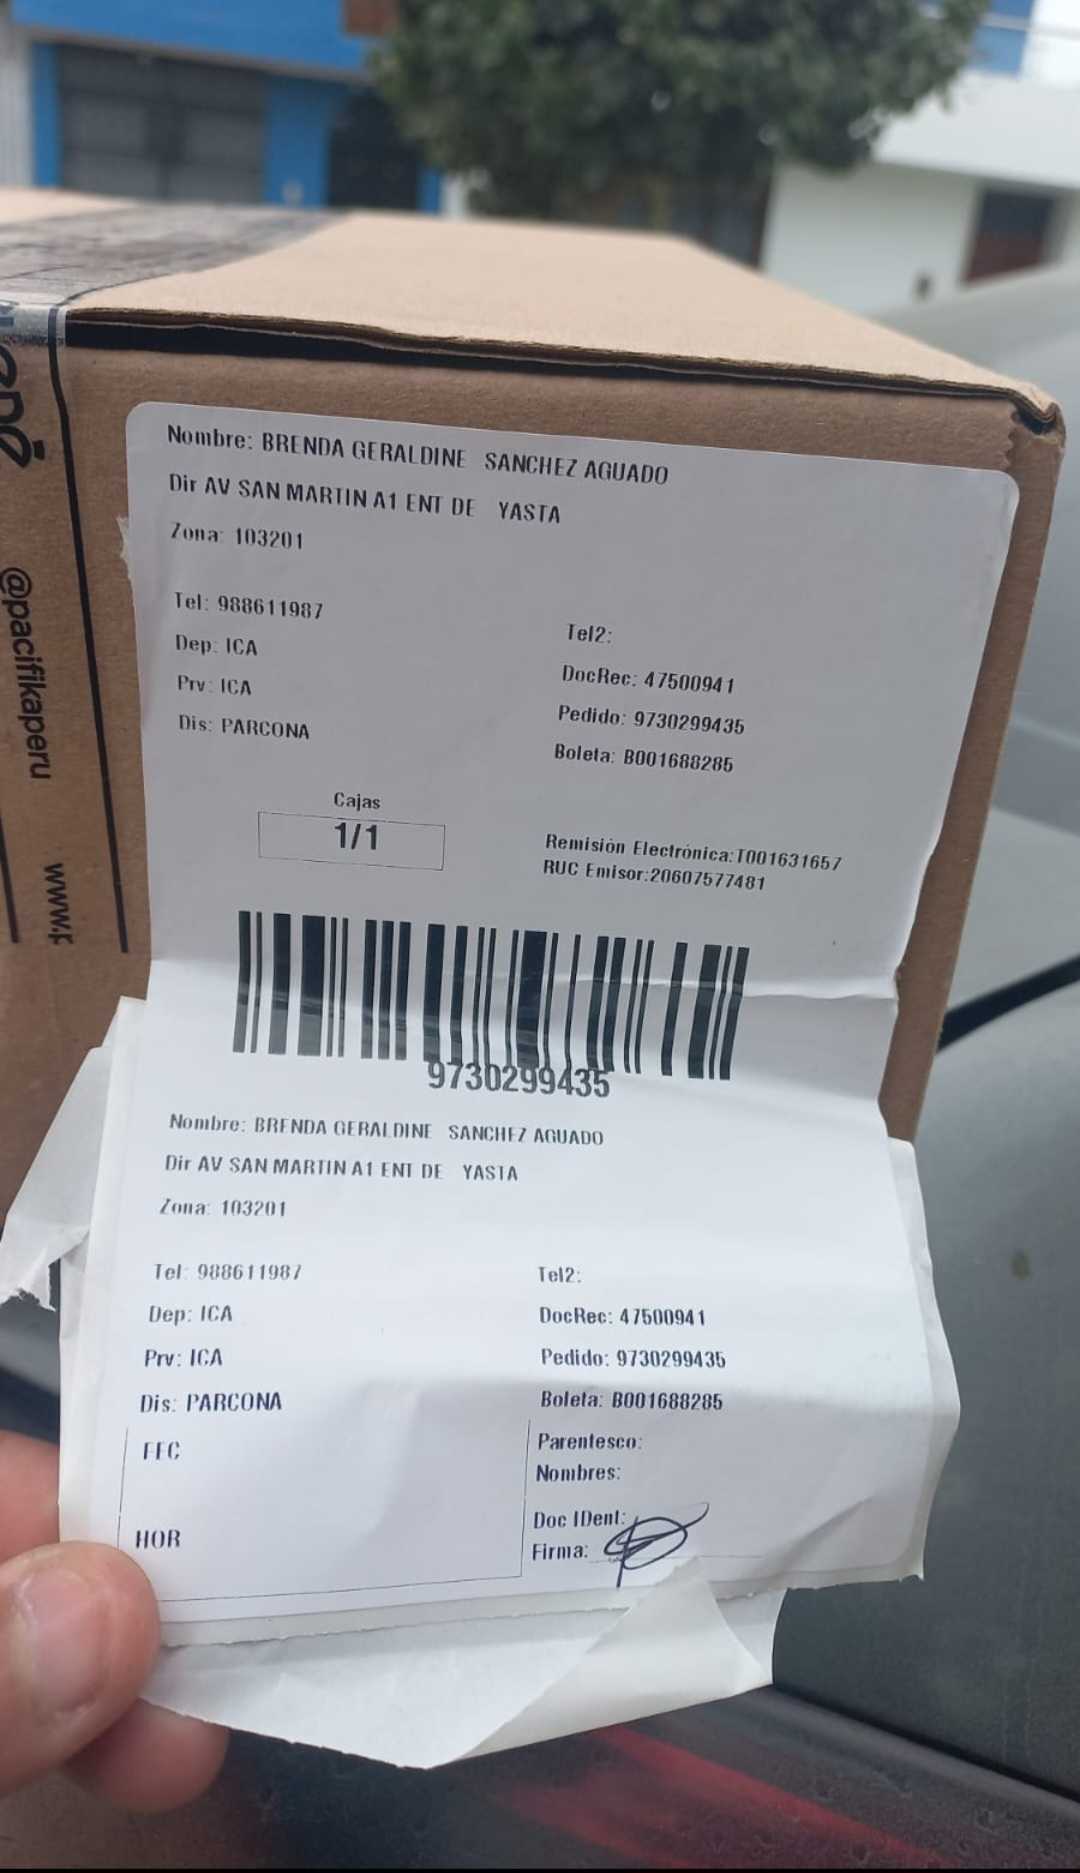 Nombre: BRENDA GERALDINE SANCHEZ AGUADO
Dir AV SAN MARTIN A1 ENT DE YASTA
Zona: 103201
Tel: 988611987
Tel2:
Dep: ICA
DocRec: 47500941
Prv: ICA
Pedido: 9730299435
Dis: PARCONA
Boleta: B001688285
Cajas
1/1
Remisión Electrónica:T001631657
RUC Emisor:20607577481
9730299435
Nombre: BRENDA GERALDINE SANCHEZ AGUADO
Dir AV SAN MARTIN A1 ENT DE YASTA
Zona: 103201
Tel: 988611987
Tel2:
Dep: ICA
DocRec: 47500941
Prv: ICA
Pedido: 9730299435
Dis: PARCONA
Boleta: B001688285
FEC
Parentesco:
Nombres:
HOR
Doc IDent:
Firma:
@pacifikaperu
www.